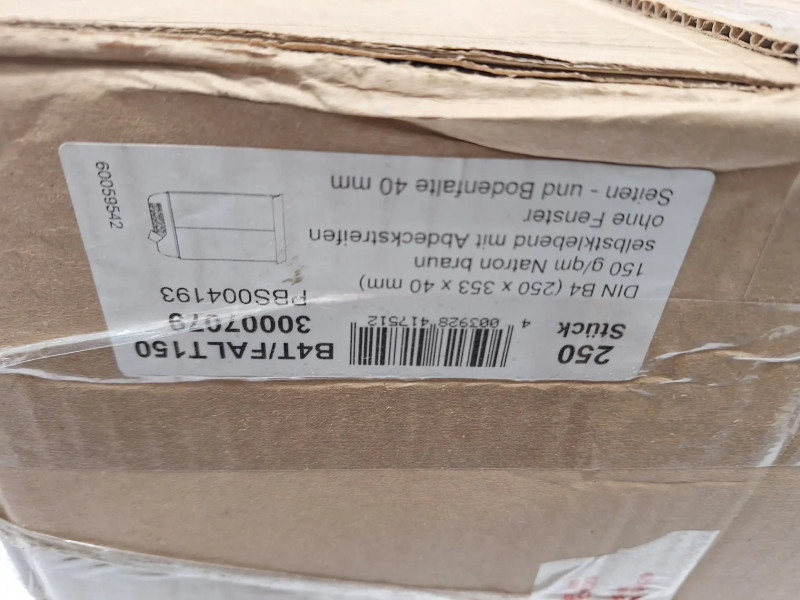 250
Stück
4 003928 417512
B4T/FALT150
30007079
PBS004193
DIN B4 (250 x 353 x 40 mm)
150 g/qm Natron braun
selbstklebend mit Abdeckstreifen
ohne Fenster
Seiten - und Bodenfalte 40 mm
60059542